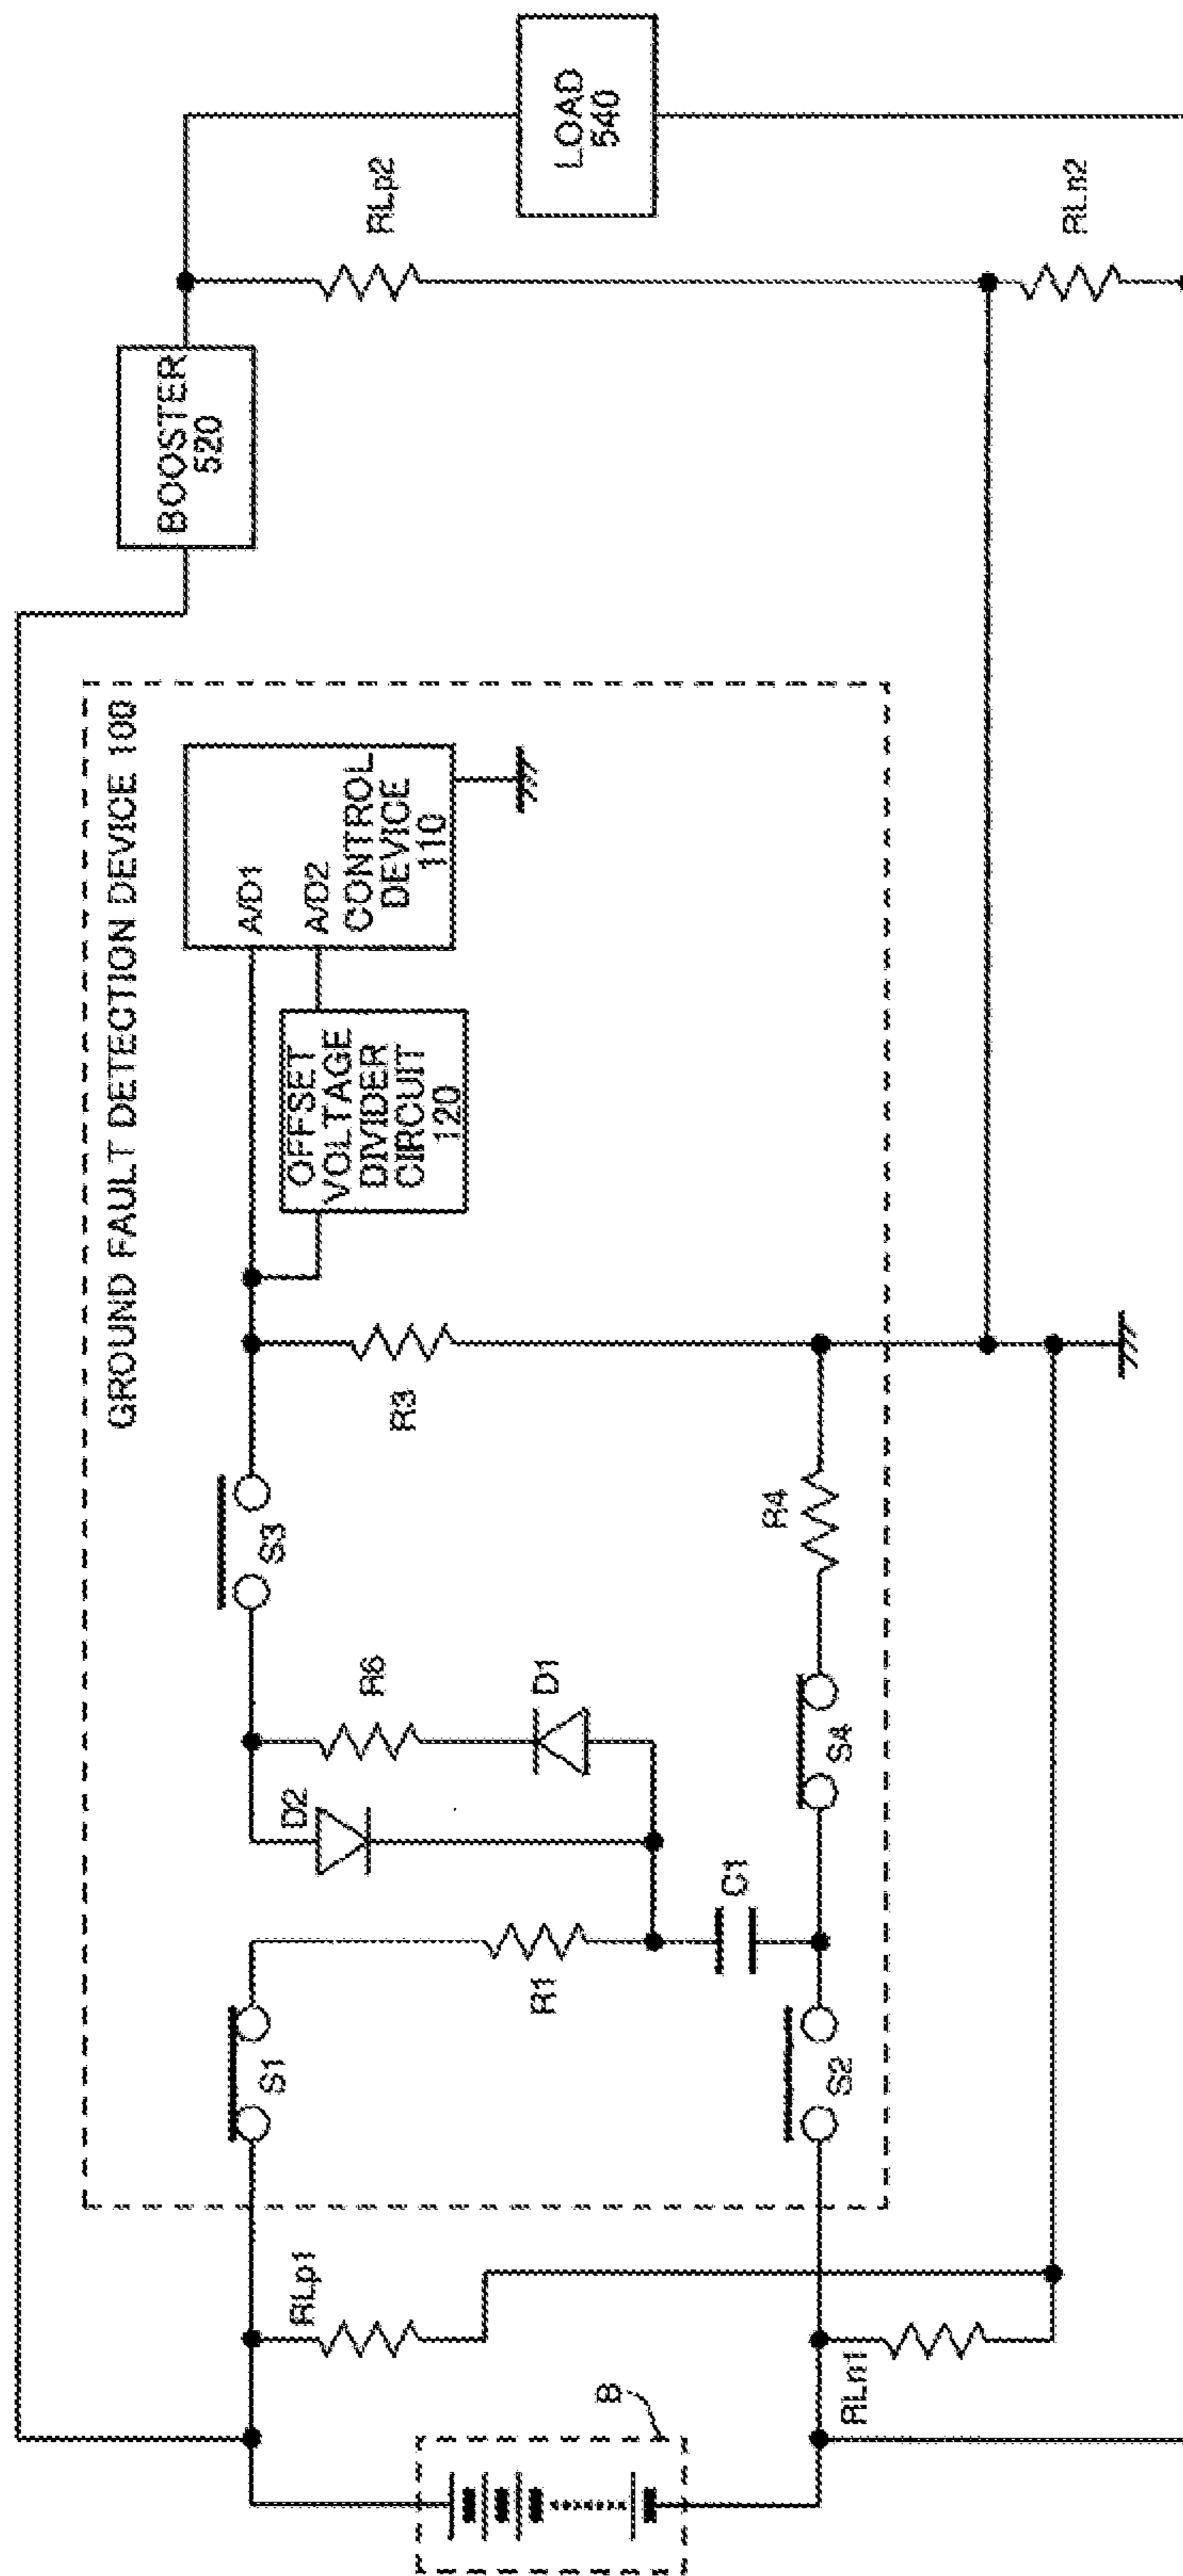 GROUND FAULT DETECTION DEVICE 100
BOOSTER
520
LOAD
540
RLp2
RLn2
A/D1
A/D2
CONTROL
DEVICE
110
OFFSET
VOLTAGE
DIVIDER
CIRCUIT
120
S3
R3
R6
D1
D2
S1
R1
C1
S2
S4
R4
RLp1
RLn1
B